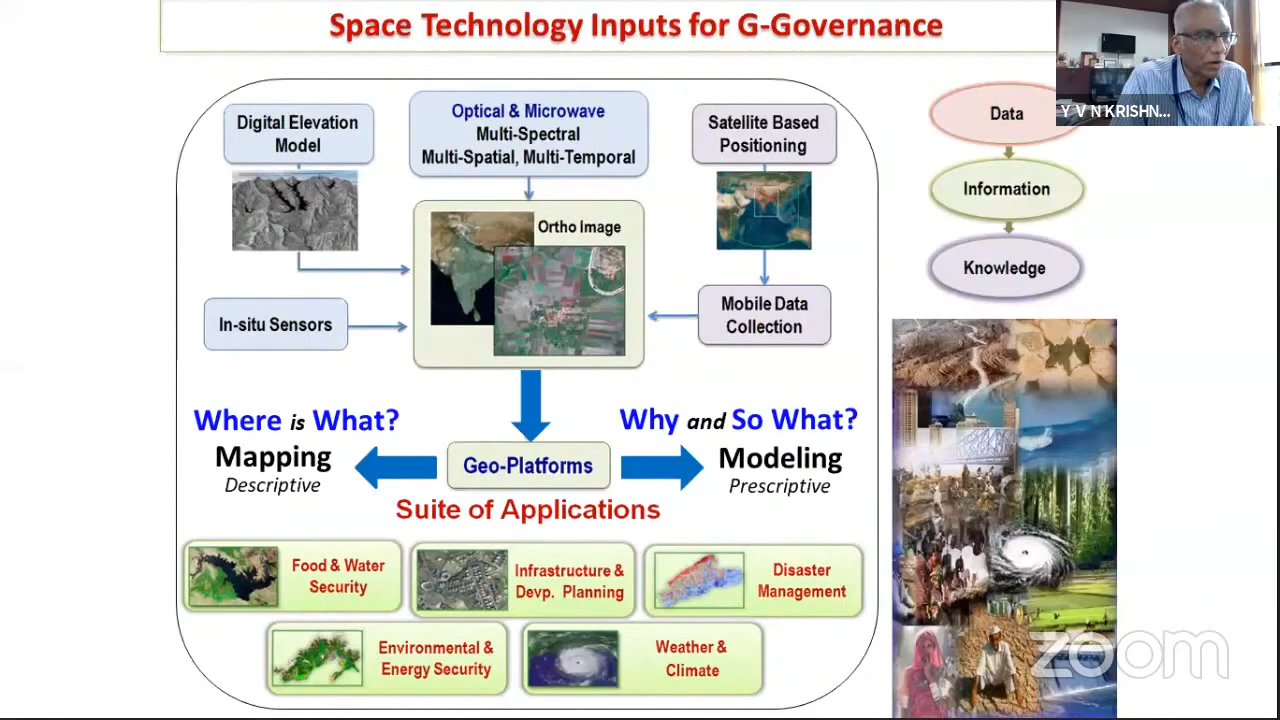 Space Technology Inputs for G-Governance
Y V N KRISHN...
Digital Elevation
Model
Optical & Microwave
Multi-Spectral
Multi-Spatial, Multi-Temporal
Satellite Based
Positioning
Data
Information
Knowledge
Ortho Image
In-situ Sensors
Mobile Data
Collection
Where is What?
Mapping
Descriptive
Geo-Platforms
Why and So What?
Modeling
Prescriptive
Suite of Applications
Food & Water
Security
Infrastructure &
Devp. Planning
Disaster
Management
Environmental &
Energy Security
Weather &
Climate
zoom